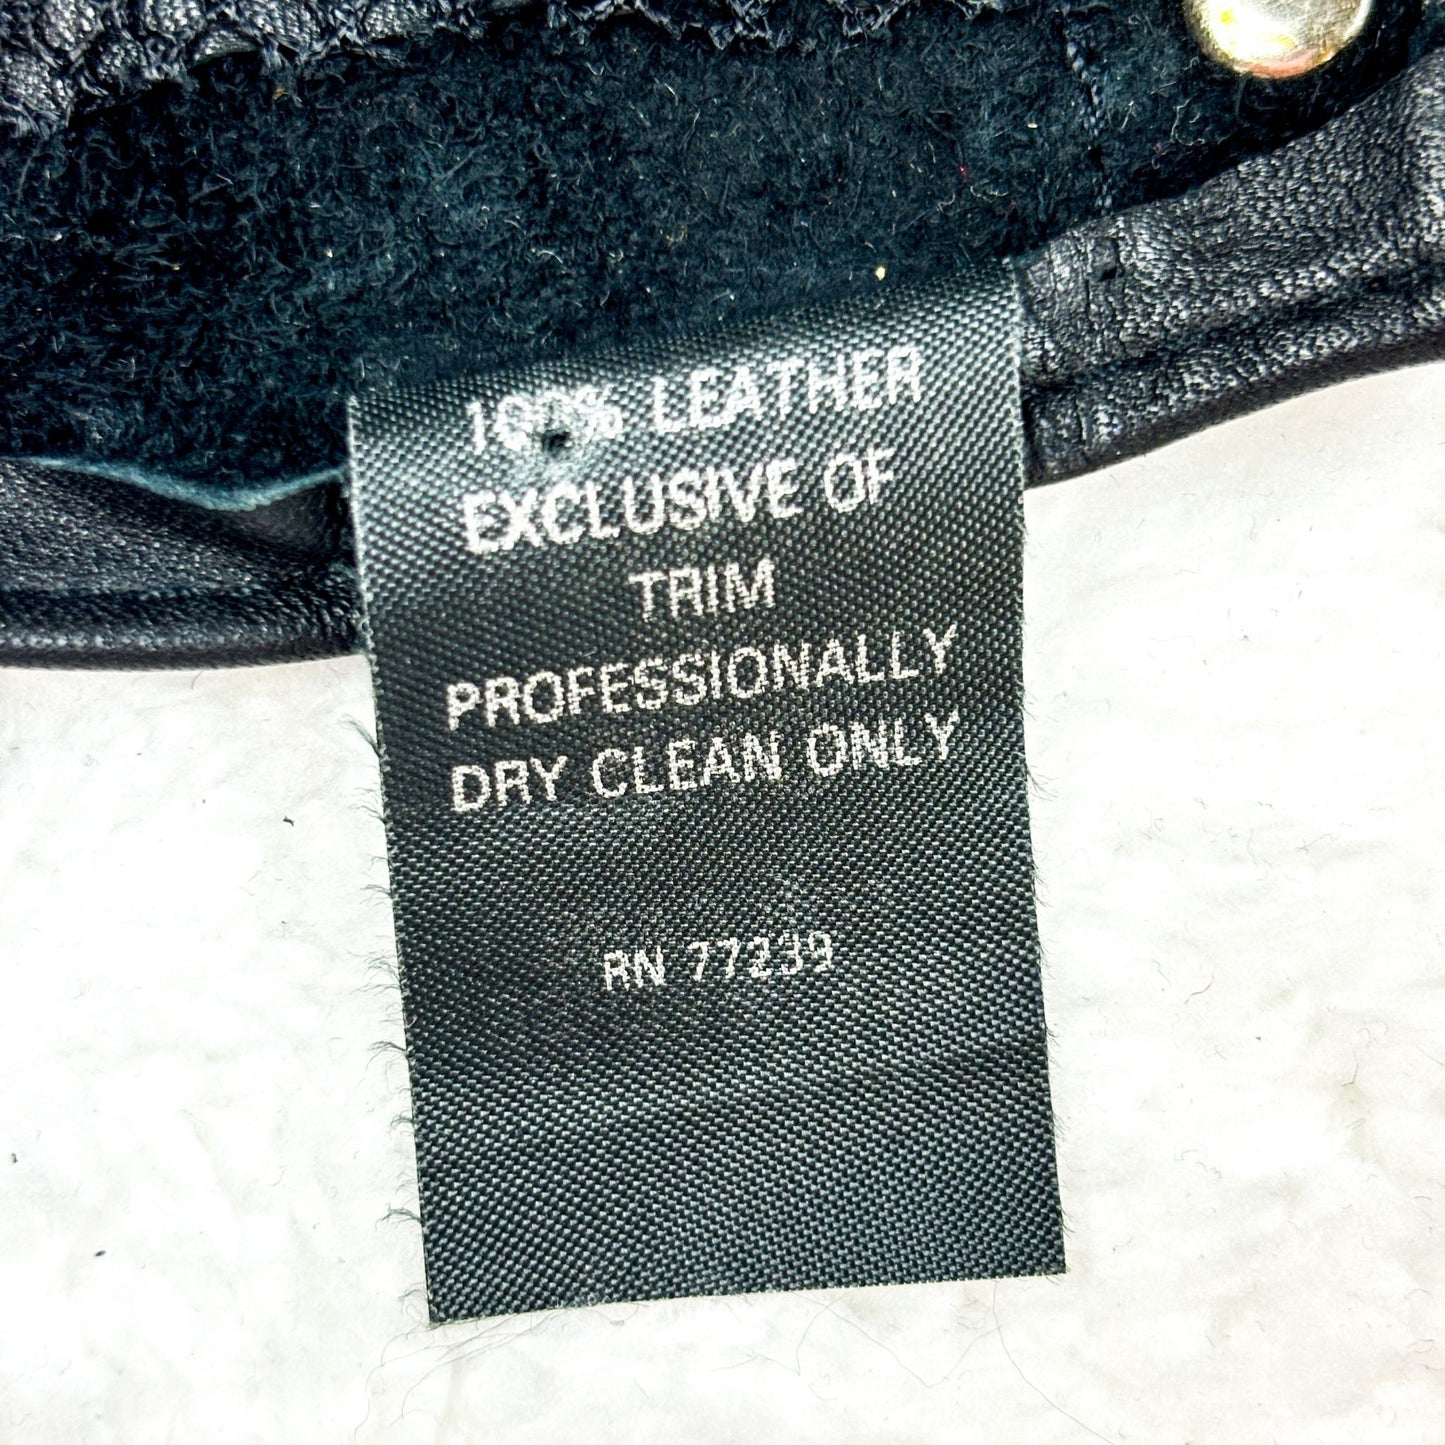 100% LEATHER
EXCLUSIVE OF
TRIM
PROFESSIONALLY
DRY CLEAN ONLY
RN 77239